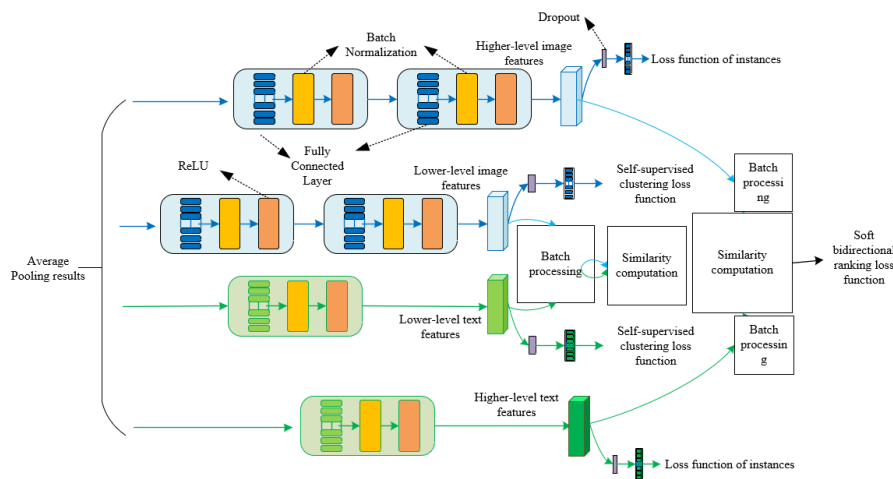 Dropout
Batch
Normalization
Higher-level image
features
Loss function of instances
Fully
Connected
Layer
ReLU
Lower-level image
features
Self-supervised
clustering loss
function
Batch
processi
ng
Average
Pooling results
Batch
processing
Similarity
computation
Similarity
computation
Soft
bidirectional
ranking loss
function
Lower-level text
features
Self-supervised
clustering loss
function
Batch
processin
g
Higher-level text
features
Loss function of instances